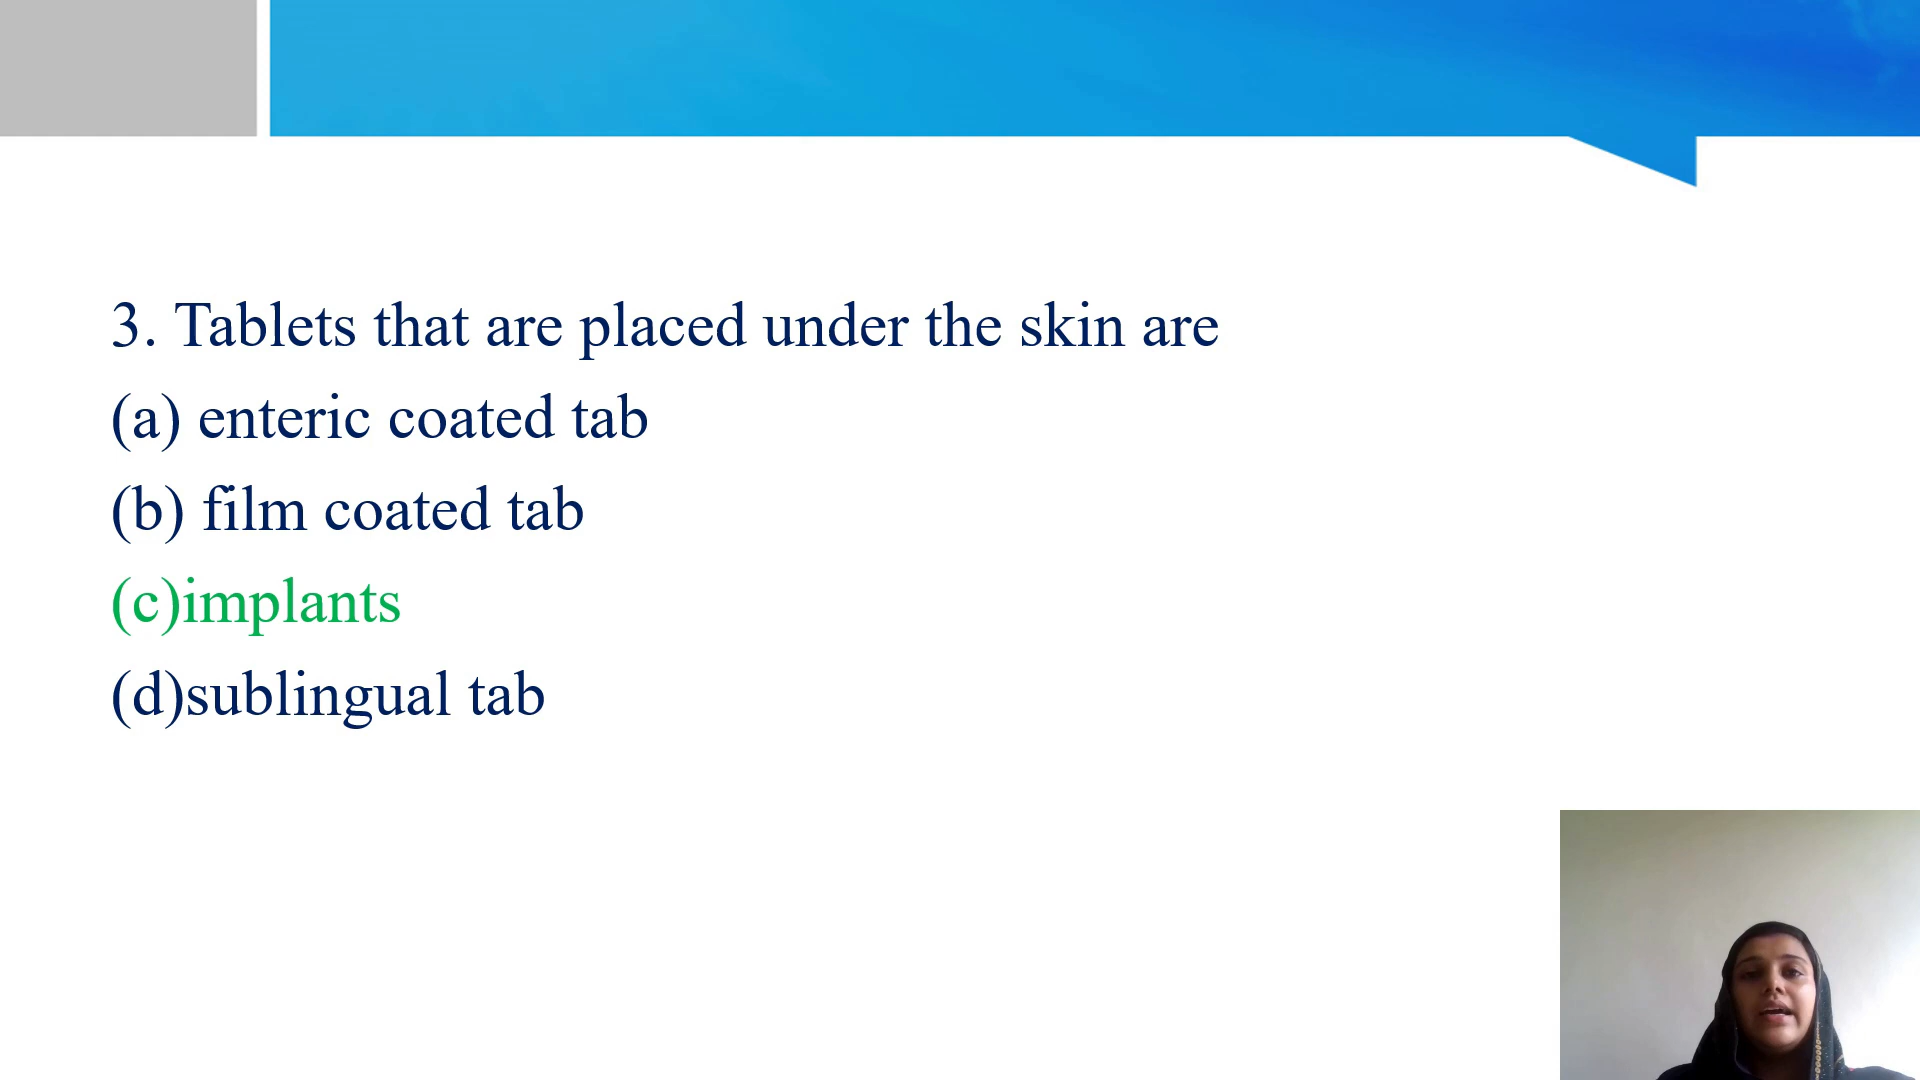 3. Tablets that are placed under the skin are
(a) enteric coated tab
(b) film coated tab
(c)implants
(d)sublingual tab